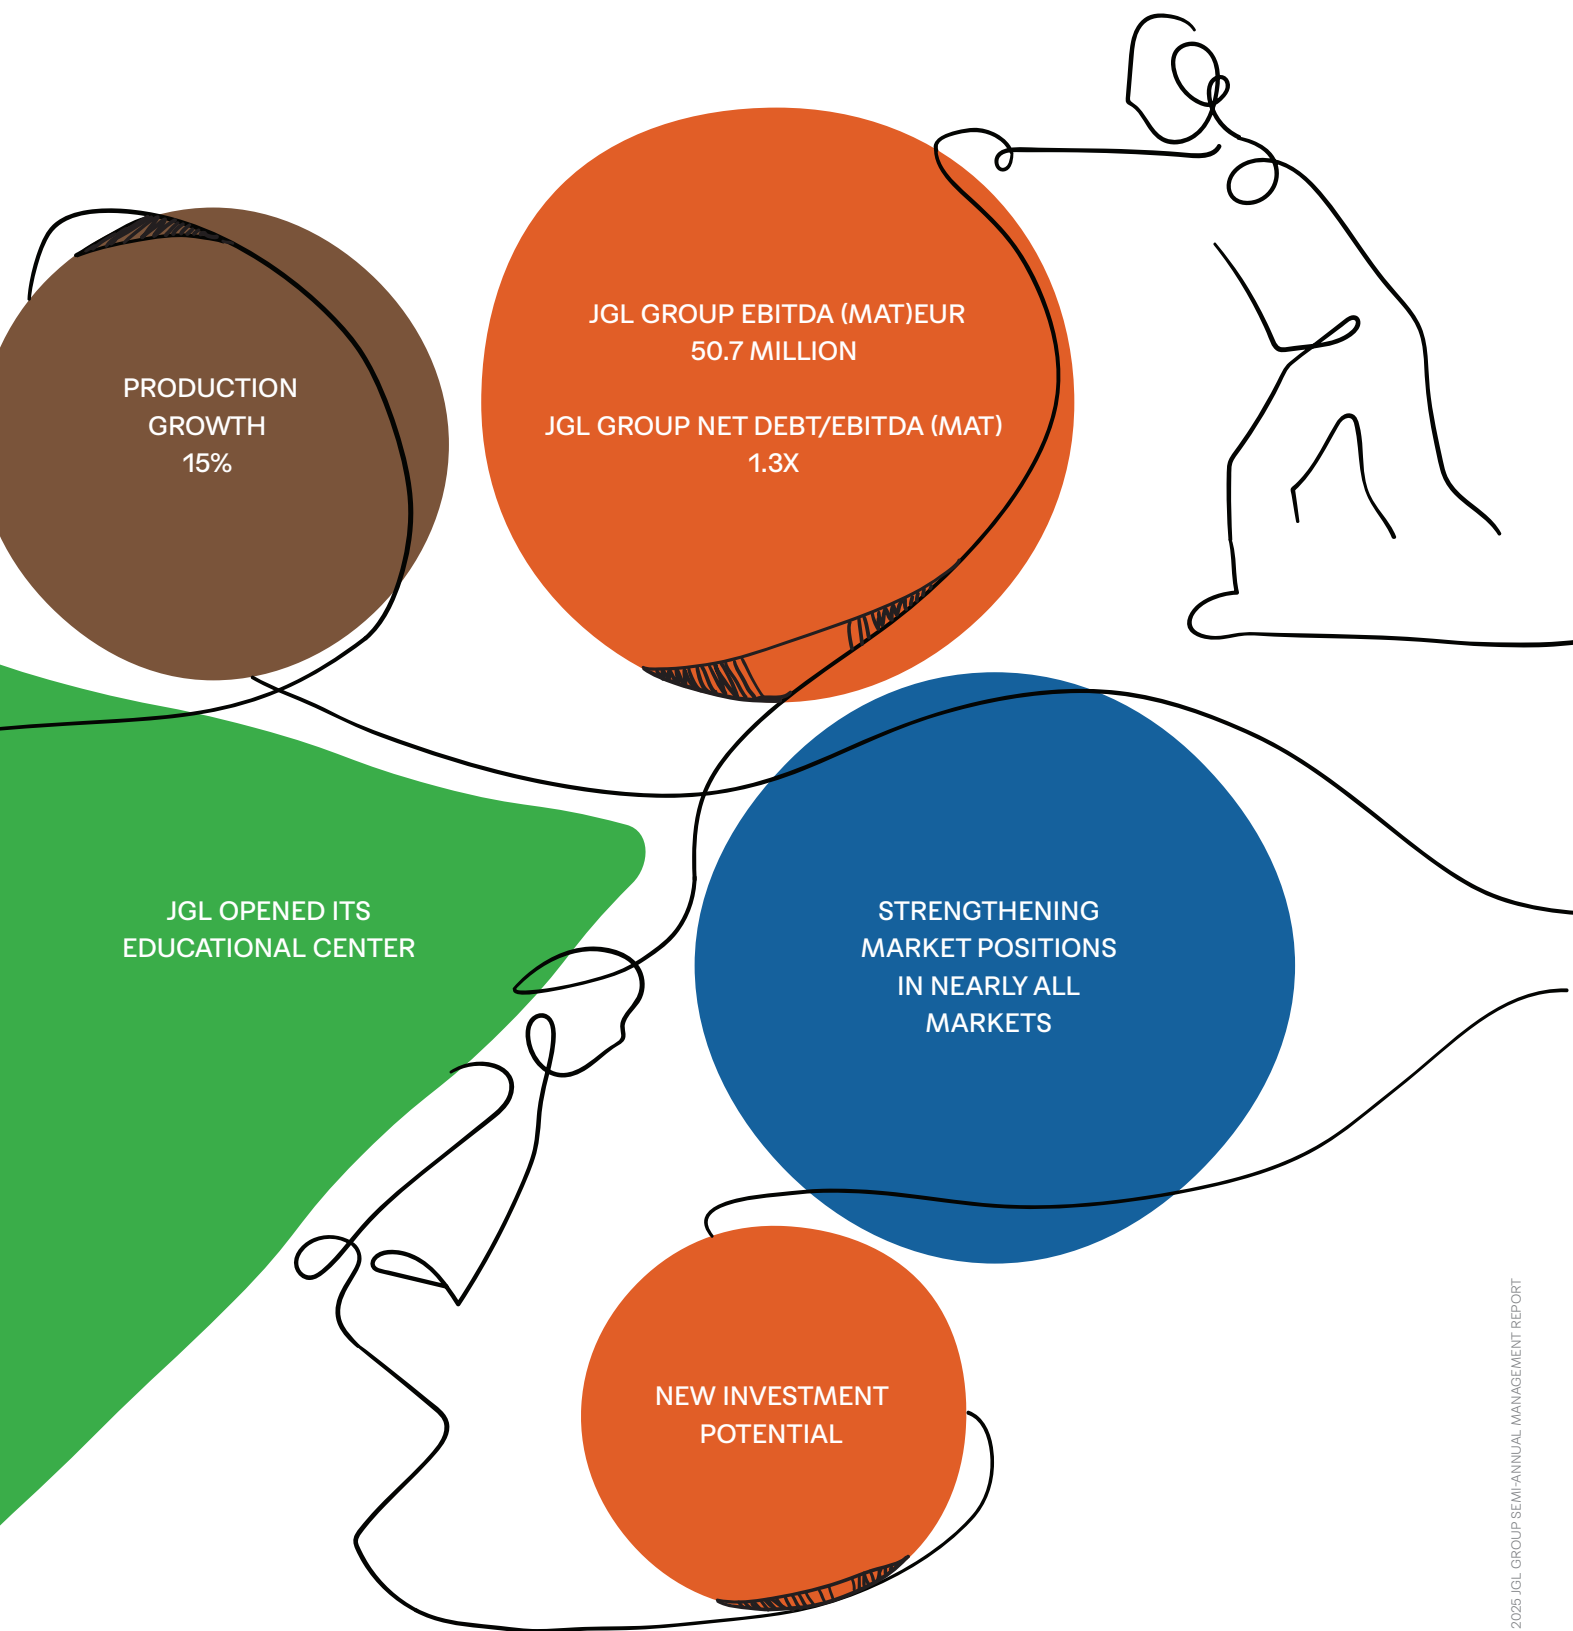 JGL GROUP EBITDA (MAT)EUR
50.7 MILLION
JGL GROUP NET DEBT/EBITDA (MAT)
1.3X
PRODUCTION
GROWTH
15%
JGL OPENED ITS
EDUCATIONAL CENTER
STRENGTHENING
MARKET POSITIONS
IN NEARLY ALL
MARKETS
NEW INVESTMENT
POTENTIAL
2025 JGL GROUP SEMI-ANNUAL MANAGEMENT REPORT